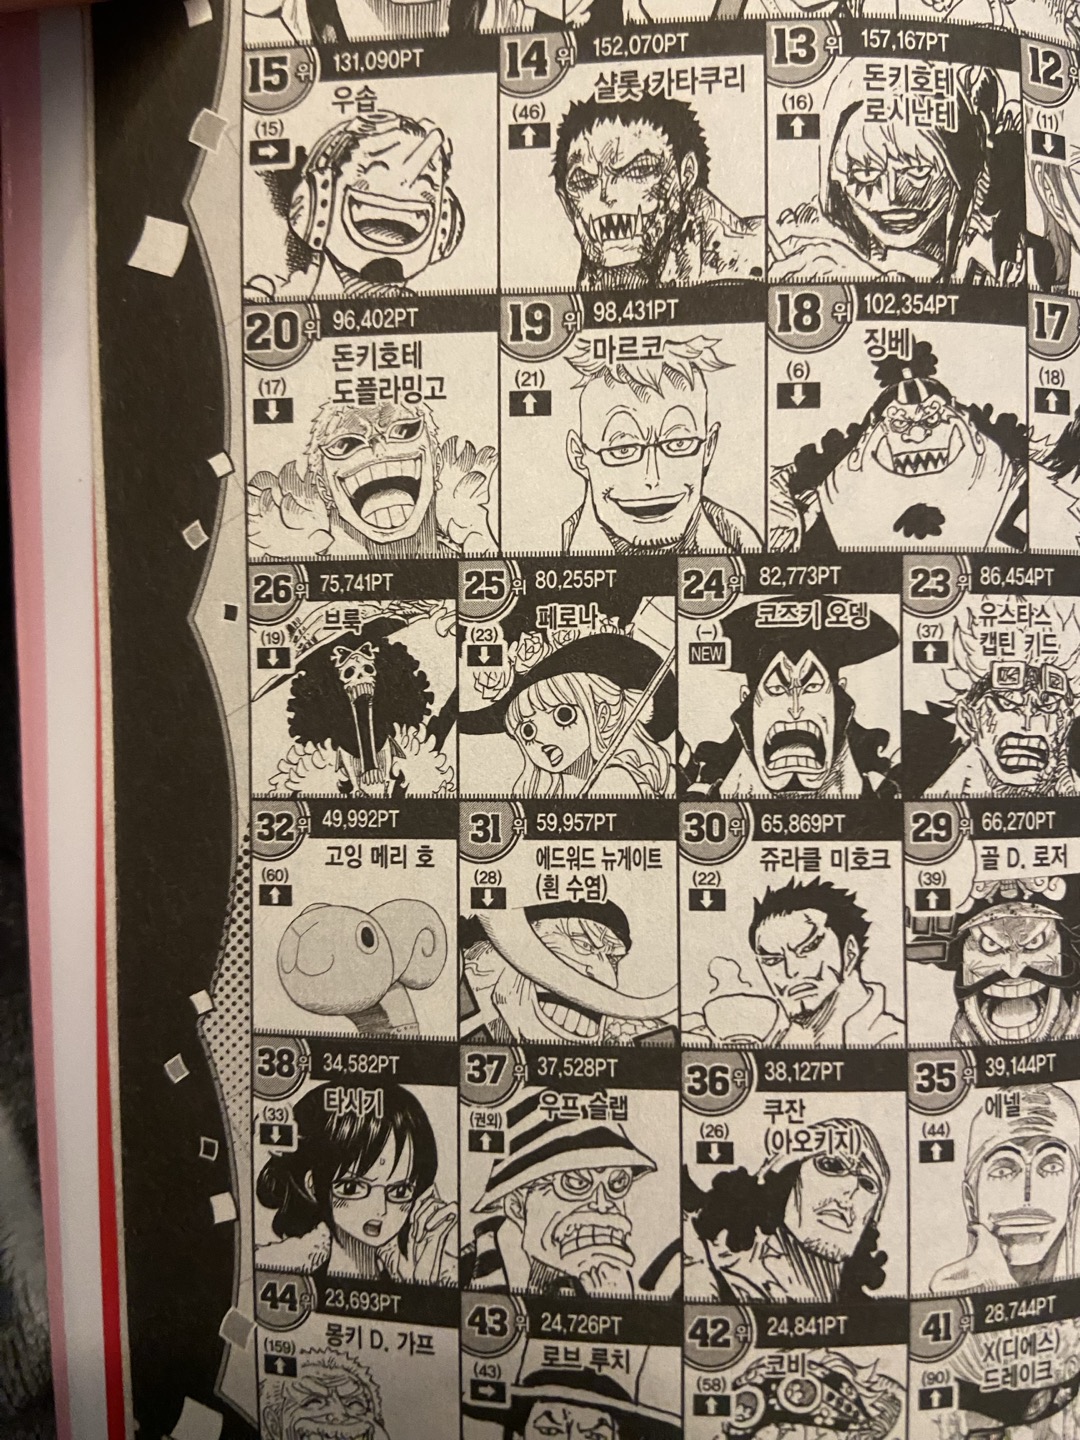 15위 131,090PT
우솝
(15)
14위 152,070PT
샬롯 카타쿠리
(46)
13위 157,167PT
돈키호테
로시난테
(16)
12위
(11)
20위 96,402PT
돈키호테
도플라밍고
(17)
19위 98,431PT
마르코
(21)
18위 102,354PT
징베
(6)
17
(18)
26위 75,741PT
브룩
(19)
25위 80,255PT
페로나
(23)
24위 82,773PT
코즈키 오뎅
(-)
NEW
23위 86,454PT
유스타스
캡틴 키드
(37)
32위 49,992PT
고잉 메리 호
(60)
31위 59,957PT
에드워드 뉴게이트
(흰 수염)
(28)
30위 65,869PT
쥬라클 미호크
(22)
29위 66,270PT
골 D. 로저
(39)
38위 34,582PT
타시기
(33)
37위 37,528PT
우프 슬랩
(권외)
36위 38,127PT
쿠잔
(아오키지)
(26)
35위 39,144PT
에넬
(44)
44위 23,693PT
몽키 D. 가프
(159)
43위 24,726PT
로브 루치
(43)
42위 24,841PT
코비
(58)
41위 28,744PT
X(디에스)
드레이크
(90)